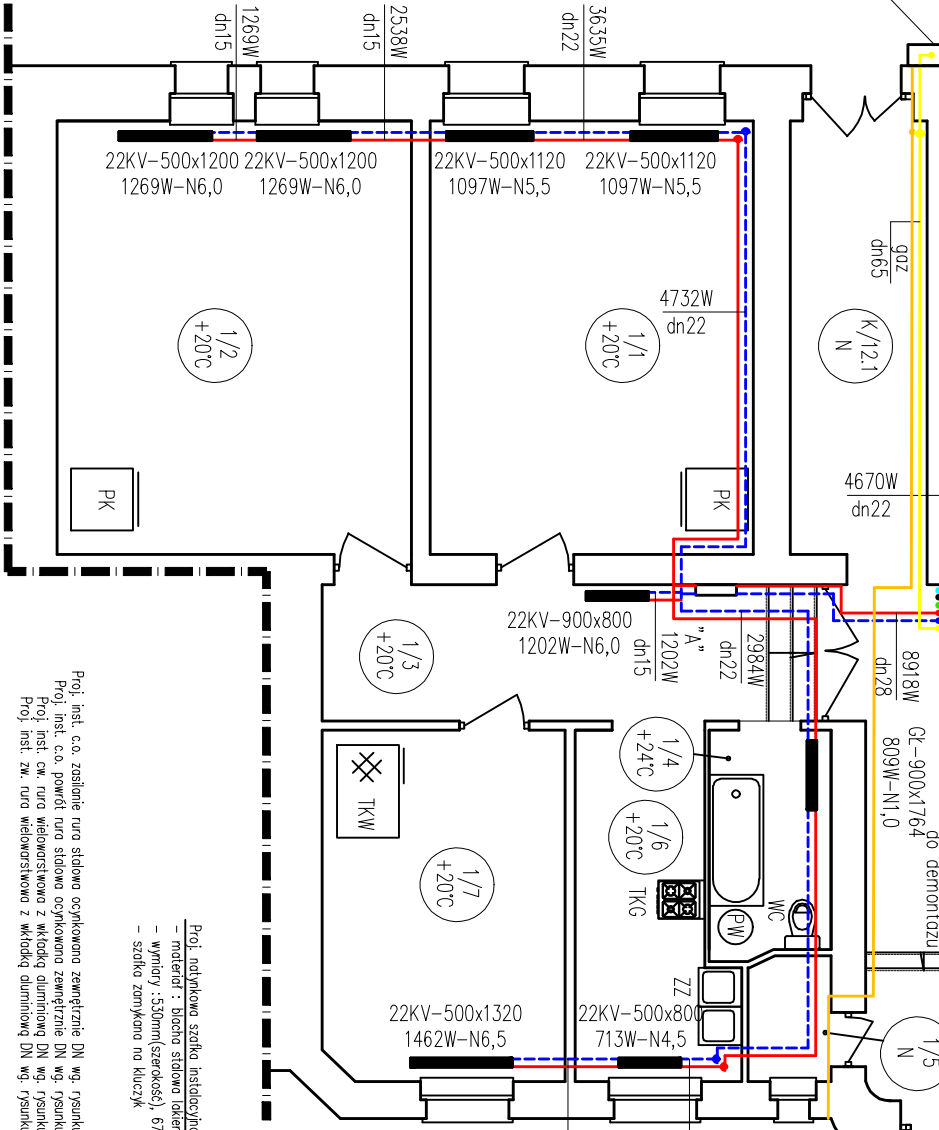 1269W
dn15
2538W
dn15
3635W
dn22
22KV-500x1200
1269W-N6,0
22KV-500x1200
1269W-N6,0
22KV-500x1120
1097W-N5,5
22KV-500x1120
1097W-N5,5
gaz
dn65
4732W
dn22
1/2
+20°C
1/1
+20°C
K/12.1
N
PK
PK
4670W
dn22
22KV-900x800
1202W-N6,0
1202W
dn15
"A"
2984W
dn22
8918W
dn28
1/3
+20°C
GŁ-900x1764
809W-N1,0
do demontażu
1/4
+24°C
1/6
+20°C
TKW
1/7
+20°C
TKG
WC
PW
ZZ
22KV-500x1320
1462W-N6,5
22KV-500x800
713W-N4,5
1/5
N
Proj. natynkowa szafka instalacyjna
- materiał : blacha stalowa lakier
- wymiary :530mm(szerokość), 67
- szafka zamykana na kluczyk
Proj. inst. c.o. zasilanie rura stalowa ocynkowana zewnętrznie DN wg. rysunku
Proj. inst. c.o. powrót rura stalowa ocynkowana zewnętrznie DN wg. rysunku
Proj. inst. cw. rura wielowarstwowa z wkładką aluminiową DN wg. rysunku
Proj. inst. zw. rura wielowarstwowa z wkładką aluminiową DN wg. rysunku